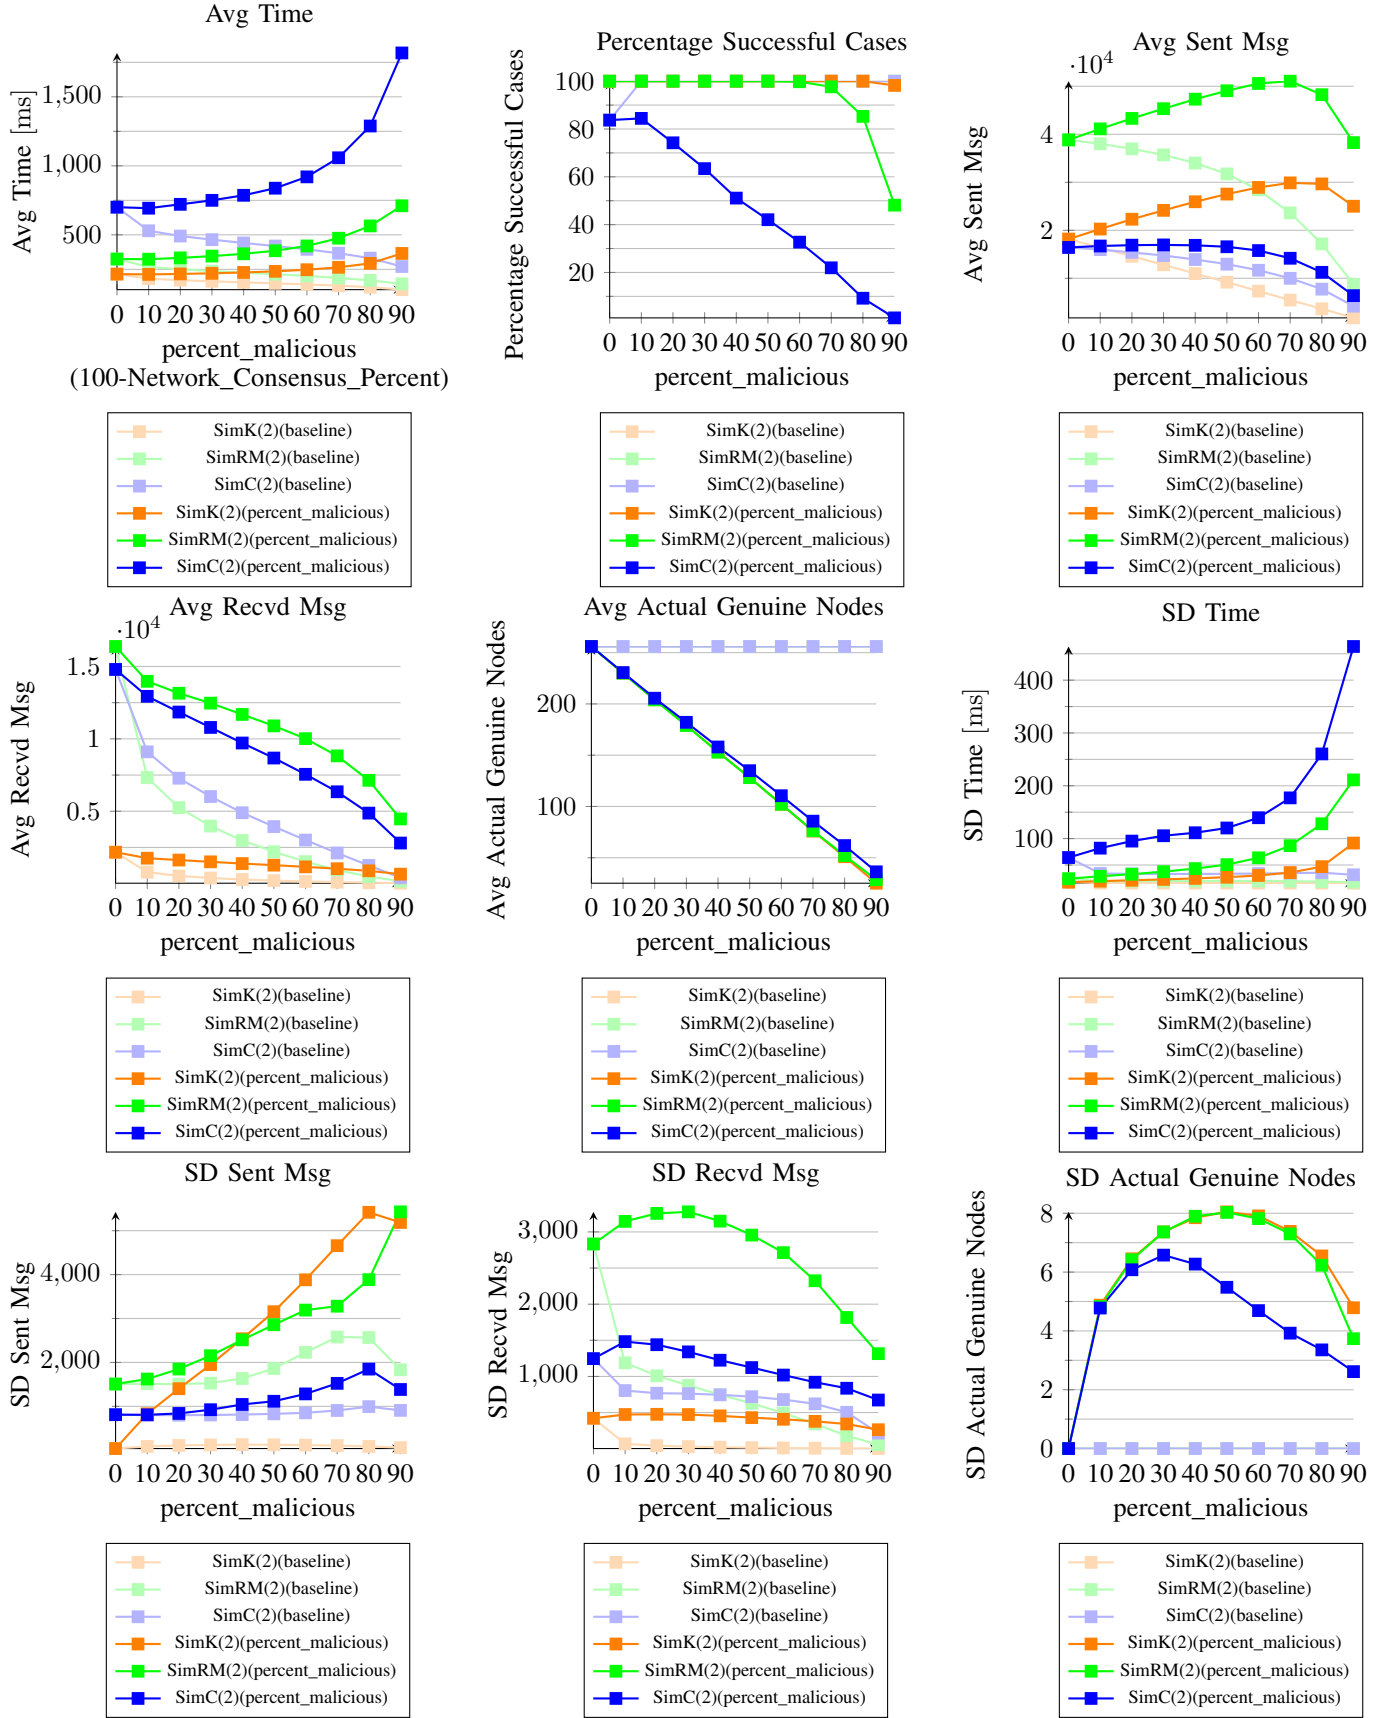 Avg Time
Avg Time [ms]
1,500
1,000
500
0 10 20 30 40 50 60 70 80 90
percent_malicious
(100-Network_Consensus_Percent)
SimK(2)(baseline)
SimRM(2)(baseline)
SimC(2)(baseline)
SimK(2)(percent_malicious)
SimRM(2)(percent_malicious)
SimC(2)(percent_malicious)
Percentage Successful Cases
Percentage Successful Cases
100
80
60
40
20
0 10 20 30 40 50 60 70 80 90
percent_malicious
SimK(2)(baseline)
SimRM(2)(baseline)
SimC(2)(baseline)
SimK(2)(percent_malicious)
SimRM(2)(percent_malicious)
SimC(2)(percent_malicious)
Avg Sent Msg
·10⁴
Avg Sent Msg
4
2
0 10 20 30 40 50 60 70 80 90
percent_malicious
SimK(2)(baseline)
SimRM(2)(baseline)
SimC(2)(baseline)
SimK(2)(percent_malicious)
SimRM(2)(percent_malicious)
SimC(2)(percent_malicious)
Avg Recvd Msg
·10⁴
Avg Recvd Msg
1.5
1
0.5
0 10 20 30 40 50 60 70 80 90
percent_malicious
SimK(2)(baseline)
SimRM(2)(baseline)
SimC(2)(baseline)
SimK(2)(percent_malicious)
SimRM(2)(percent_malicious)
SimC(2)(percent_malicious)
Avg Actual Genuine Nodes
Avg Actual Genuine Nodes
200
100
0 10 20 30 40 50 60 70 80 90
percent_malicious
SimK(2)(baseline)
SimRM(2)(baseline)
SimC(2)(baseline)
SimK(2)(percent_malicious)
SimRM(2)(percent_malicious)
SimC(2)(percent_malicious)
SD Time
SD Time [ms]
400
300
200
100
0 10 20 30 40 50 60 70 80 90
percent_malicious
SimK(2)(baseline)
SimRM(2)(baseline)
SimC(2)(baseline)
SimK(2)(percent_malicious)
SimRM(2)(percent_malicious)
SimC(2)(percent_malicious)
SD Sent Msg
SD Sent Msg
4,000
2,000
0 10 20 30 40 50 60 70 80 90
percent_malicious
SimK(2)(baseline)
SimRM(2)(baseline)
SimC(2)(baseline)
SimK(2)(percent_malicious)
SimRM(2)(percent_malicious)
SimC(2)(percent_malicious)
SD Recvd Msg
SD Recvd Msg
3,000
2,000
1,000
0 10 20 30 40 50 60 70 80 90
percent_malicious
SimK(2)(baseline)
SimRM(2)(baseline)
SimC(2)(baseline)
SimK(2)(percent_malicious)
SimRM(2)(percent_malicious)
SimC(2)(percent_malicious)
SD Actual Genuine Nodes
SD Actual Genuine Nodes
8
6
4
2
0
0 10 20 30 40 50 60 70 80 90
percent_malicious
SimK(2)(baseline)
SimRM(2)(baseline)
SimC(2)(baseline)
SimK(2)(percent_malicious)
SimRM(2)(percent_malicious)
SimC(2)(percent_malicious)